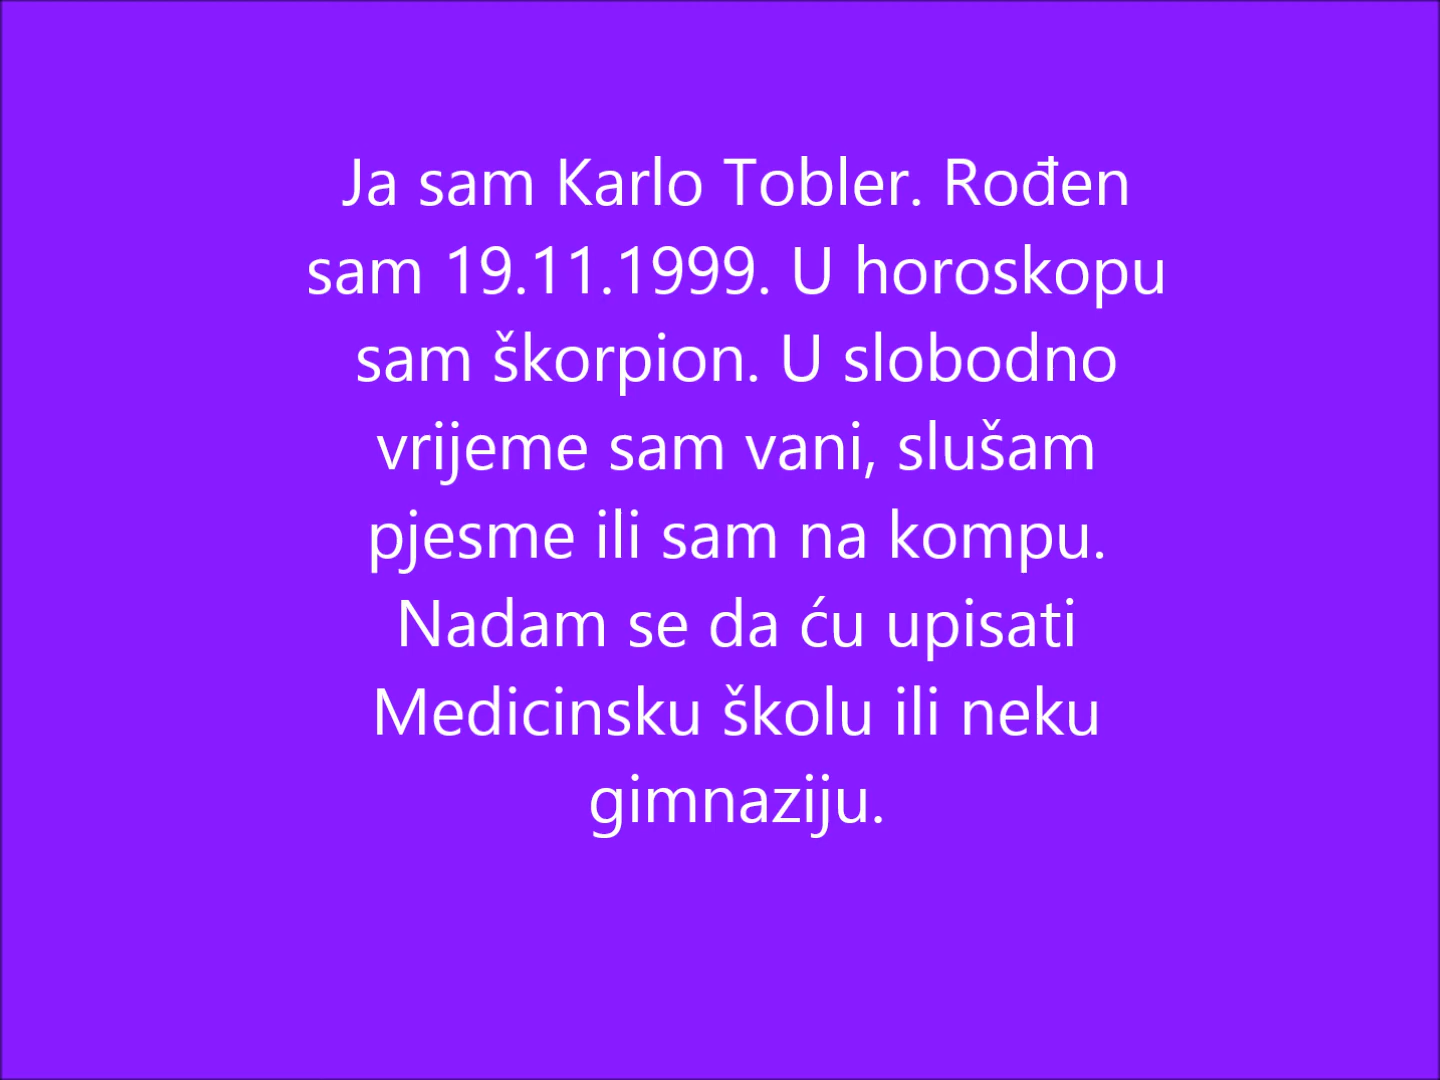 Ja sam Karlo Tobler. Rođen
sam 19.11.1999. U horoskopu
sam škorpion. U slobodno
vrijeme sam vani, slušam
pjesme ili sam na kompu.
Nadam se da ću upisati
Medicinsku školu ili neku
gimnaziju.